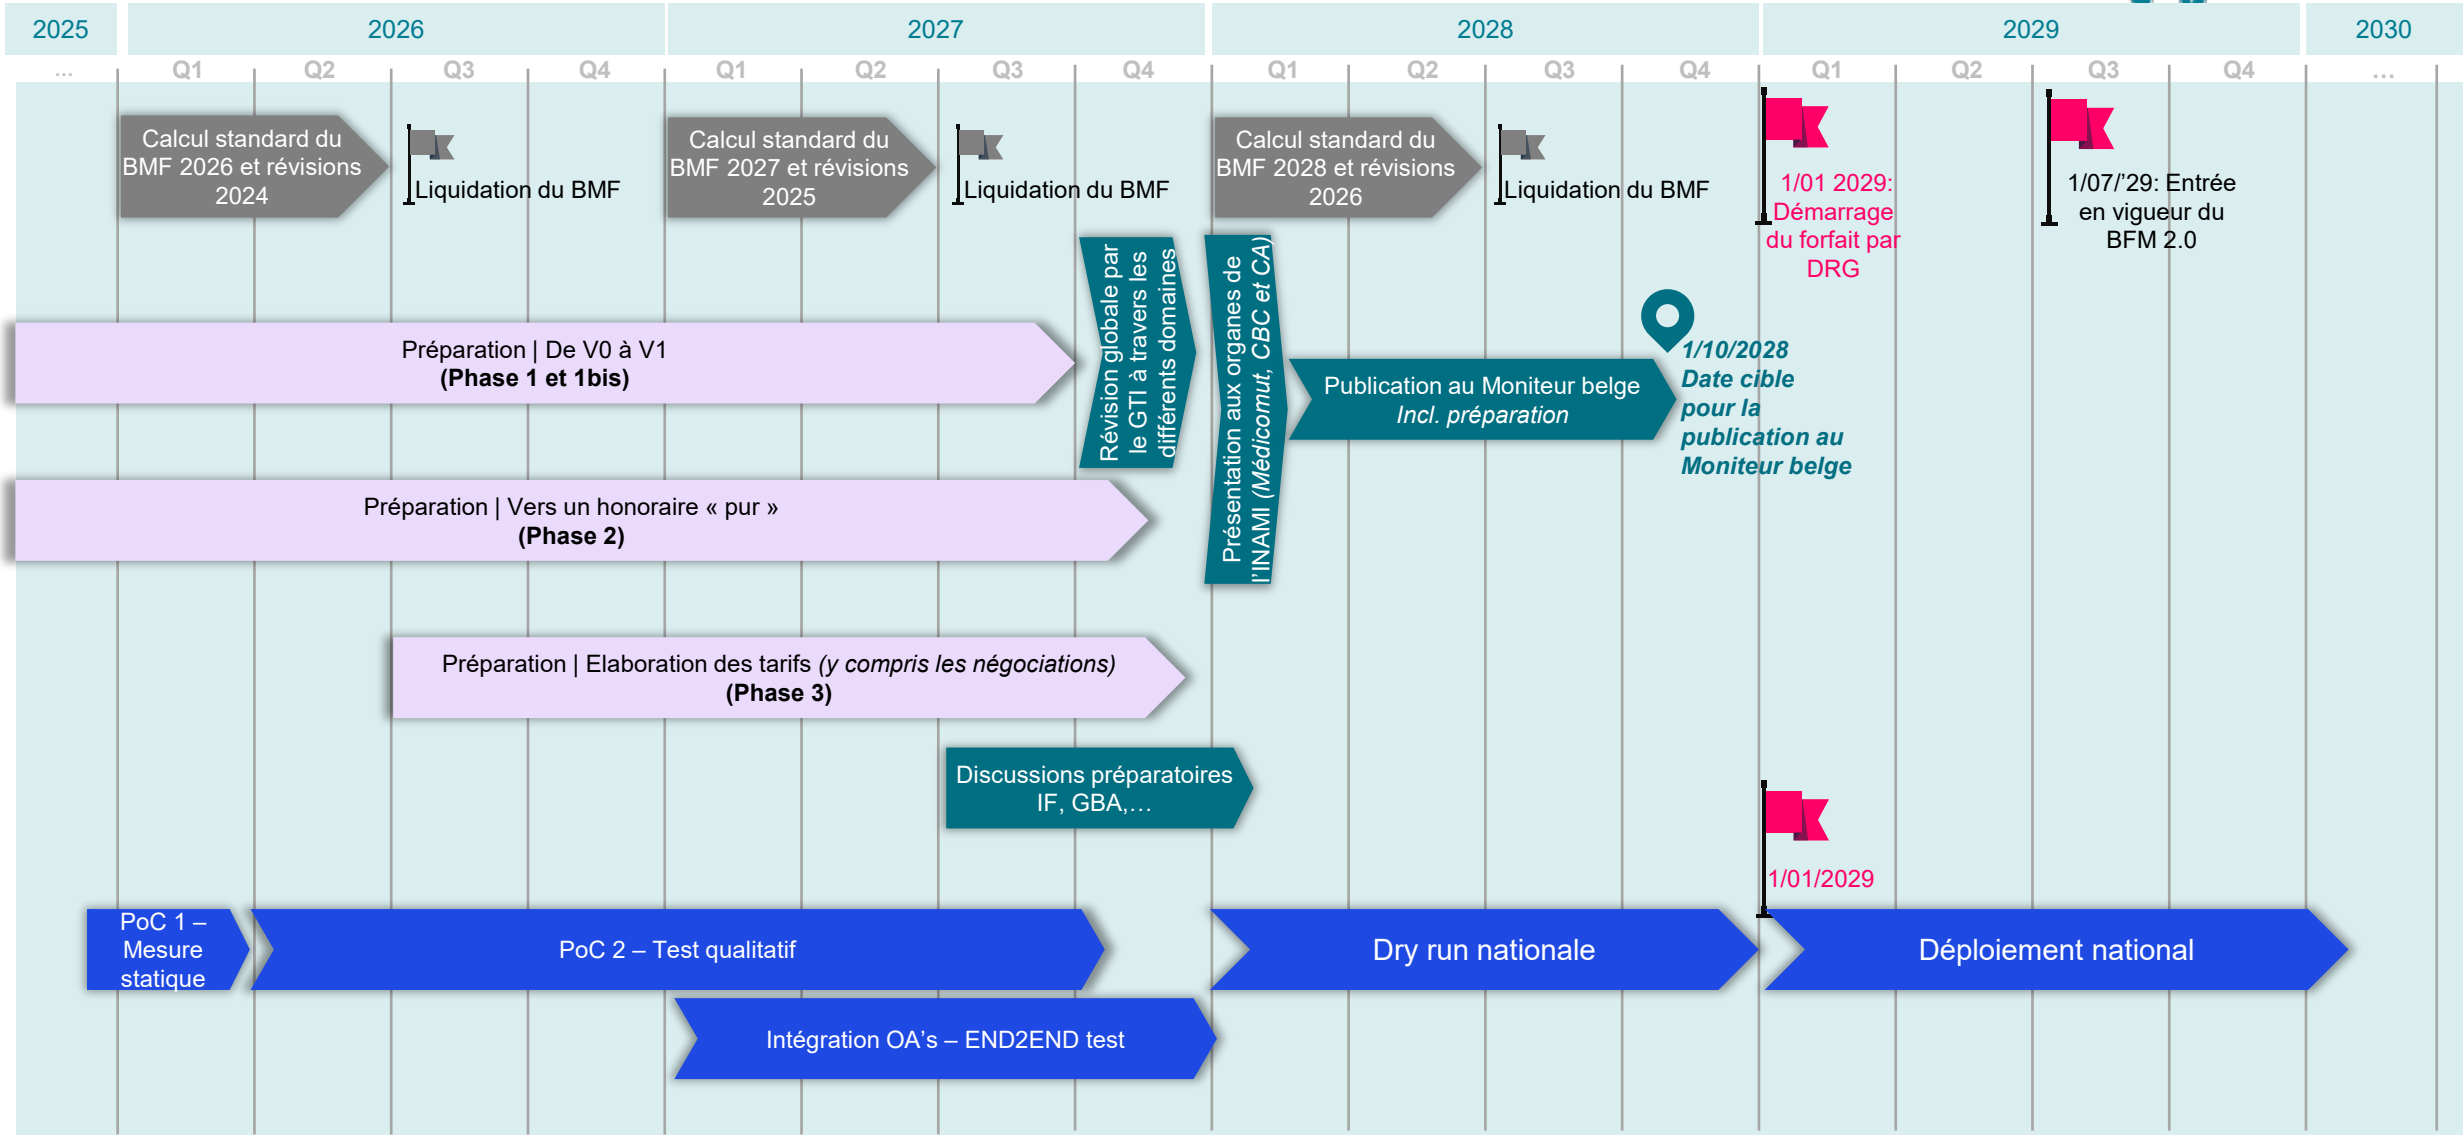 2025
2026
2027
2028
2029
2030
...
Q1
Q2
Q3
Q4
Q1
Q2
Q3
Q4
Q1
Q2
Q3
Q4
Q1
Q2
Q3
Q4
...
Calcul standard du
BMF 2026 et révisions
2024
Liquidation du BMF
Calcul standard du
BMF 2027 et révisions
2025
Liquidation du BMF
Calcul standard du
BMF 2028 et révisions
2026
Liquidation du BMF
1/01 2029:
Démarrage
du forfait par
DRG
1/07/’29: Entrée
en vigueur du
BFM 2.0
Révision globale par
le GTI à travers les
différents domaines
Présentation aux organes de
l’INAMI (Médicomut, CBC et CA)
Préparation | De V0 à V1
(Phase 1 et 1bis)
Publication au Moniteur belge
Incl. préparation
1/10/2028
Date cible
pour la
publication au
Moniteur belge
Préparation | Vers un honoraire « pur »
(Phase 2)
Préparation | Elaboration des tarifs (y compris les négociations)
(Phase 3)
Discussions préparatoires
IF, GBA,…
1/01/2029
PoC 1 –
Mesure
statique
PoC 2 – Test qualitatif
Dry run nationale
Déploiement national
Intégration OA’s – END2END test